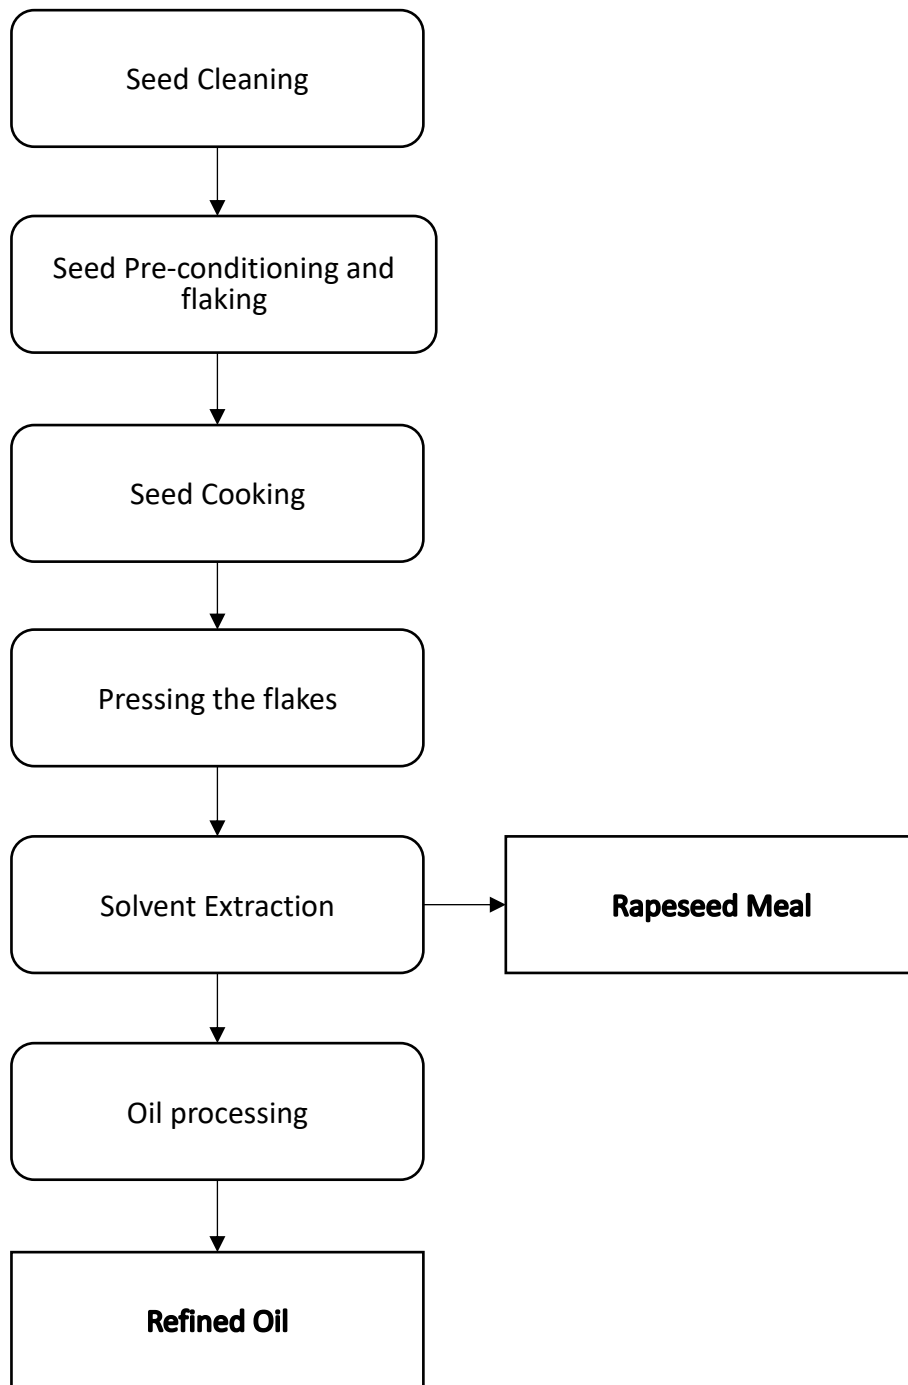 Seed Cleaning
Seed Pre-conditioning and
flaking
Seed Cooking
Pressing the flakes
Solvent Extraction
Rapeseed Meal
Oil processing
Refined Oil